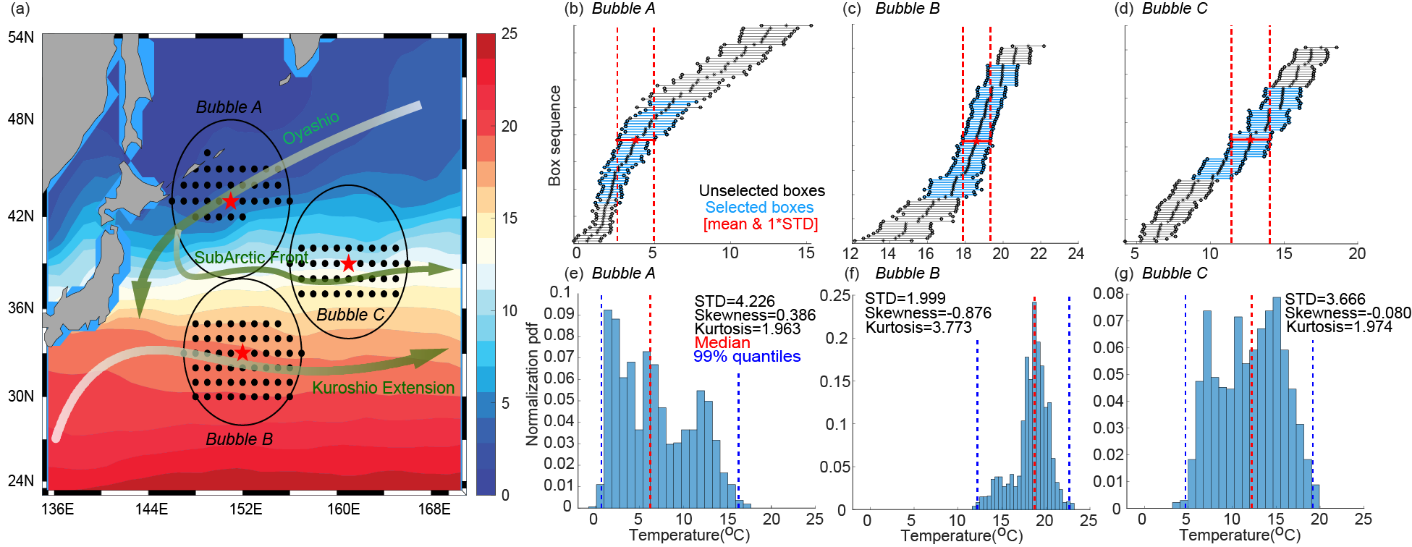 (a)
54N
48N
42N
36N
30N
24N
136E
144E
152E
160E
168E
Bubble A
Oyashio
SubArctic Front
Bubble C
Kuroshio Extension
Bubble B
25
20
15
10
5
0
(b) Bubble A
Box sequence
Unselected boxes
Selected boxes
[mean & 1*STD]
0
5
10
15
(c) Bubble B
12
14
16
18
20
22
24
(d) Bubble C
5
10
15
20
(e) Bubble A
Normalization pdf
0.1
0.09
0.08
0.07
0.06
0.05
0.04
0.03
0.02
0.01
0
STD=4.226
Skewness=0.386
Kurtosis=1.963
Median
99% quantiles
0
5
10
15
20
25
Temperature(°C)
(f) Bubble B
0.25
0.2
0.15
0.1
0.05
0
STD=1.999
Skewness=-0.876
Kurtosis=3.773
0
5
10
15
20
25
Temperature(°C)
(g) Bubble C
0.08
0.07
0.06
0.05
0.04
0.03
0.02
0.01
0
STD=3.666
Skewness=-0.080
Kurtosis=1.974
0
5
10
15
20
25
Temperature(°C)